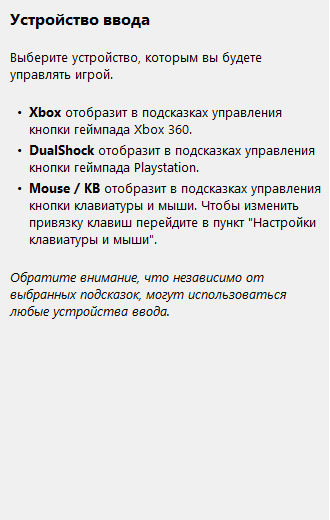 Устройство ввода
Выберите устройство, которым вы будете
управлять игрой.
• Xbox отобразит в подсказках управления
кнопки геймпада Xbox 360.
• DualShock отобразит в подсказках управления
кнопки геймпада Playstation.
• Mouse / KB отобразит в подсказках управления
кнопки клавиатуры и мыши. Чтобы изменить
привязку клавиш перейдите в пункт "Настройки
клавиатуры и мыши".
Обратите внимание, что независимо от
выбранных подсказок, могут использоваться
любые устройства ввода.